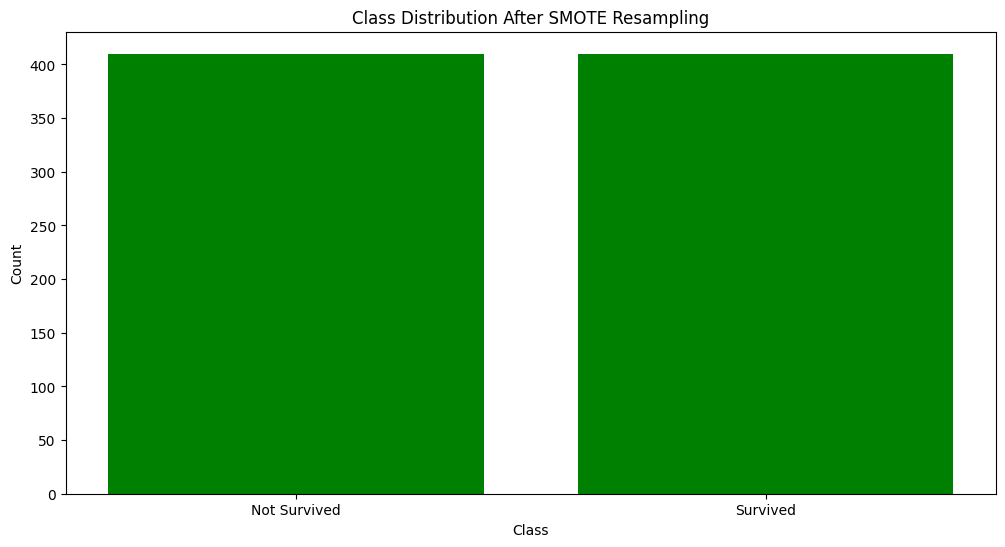 Class Distribution After SMOTE Resampling
Count
400
350
300
250
200
150
100
50
0
Not Survived Survived
Class